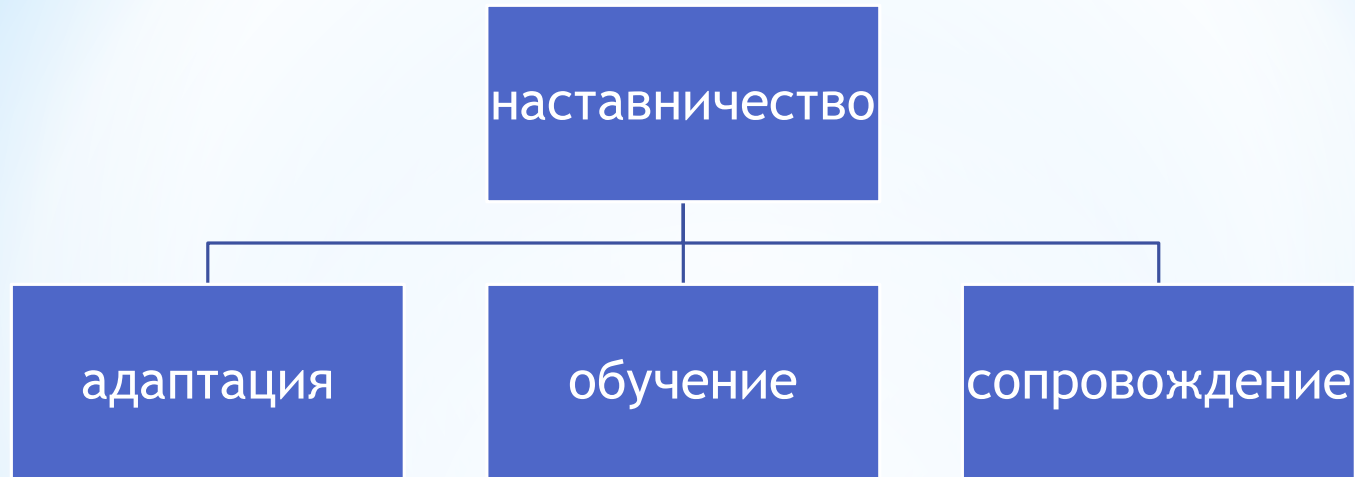 наставничество
адаптация
обучение
сопровождение